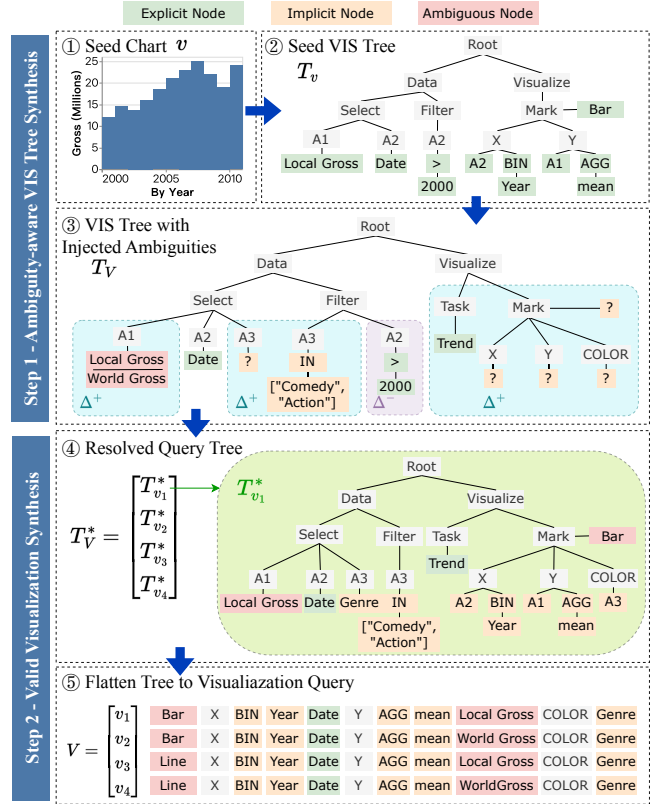 Explicit Node Implicit Node Ambiguous Node
Step 1 - Ambiguity-aware VIS Tree Synthesis
① Seed Chart v
25
20
15
10
5
0
Gross (Millions)
2000 2005 2010
By Year
② Seed VIS Tree
T_v
Root
Data Visualize
Select Filter Mark Bar
A1 A2 A2 X Y
Local Gross Date > A2 BIN A1 AGG
2000 Year mean
③ VIS Tree with
Injected Ambiguities
T_V
Root
Data Visualize
Select Filter Task Mark ?
A1 A2 A3 A3 A2 Trend X Y COLOR
Local Gross Date ? IN > ? ? ?
World Gross ["Comedy", 2000
"Action"]
Δ⁺ Δ⁺ Δ⁻ Δ⁺
Step 2 - Valid Visualization Synthesis
④ Resolved Query Tree
T*_V =
T*_v₁
T*_v₂
T*_v₃
T*_v₄
T*_v₁
Root
Data Visualize
Select Filter Task Mark Bar
Trend
A1 A2 A3 A3 X Y COLOR
Local Gross Date Genre IN A2 BIN A1 AGG A3
["Comedy", Year mean
"Action"]
⑤ Flatten Tree to Visualiazation Query
V =
v₁ Bar X BIN Year Date Y AGG mean Local Gross COLOR Genre
v₂ Bar X BIN Year Date Y AGG mean World Gross COLOR Genre
v₃ Line X BIN Year Date Y AGG mean Local Gross COLOR Genre
v₄ Line X BIN Year Date Y AGG mean WorldGross COLOR Genre